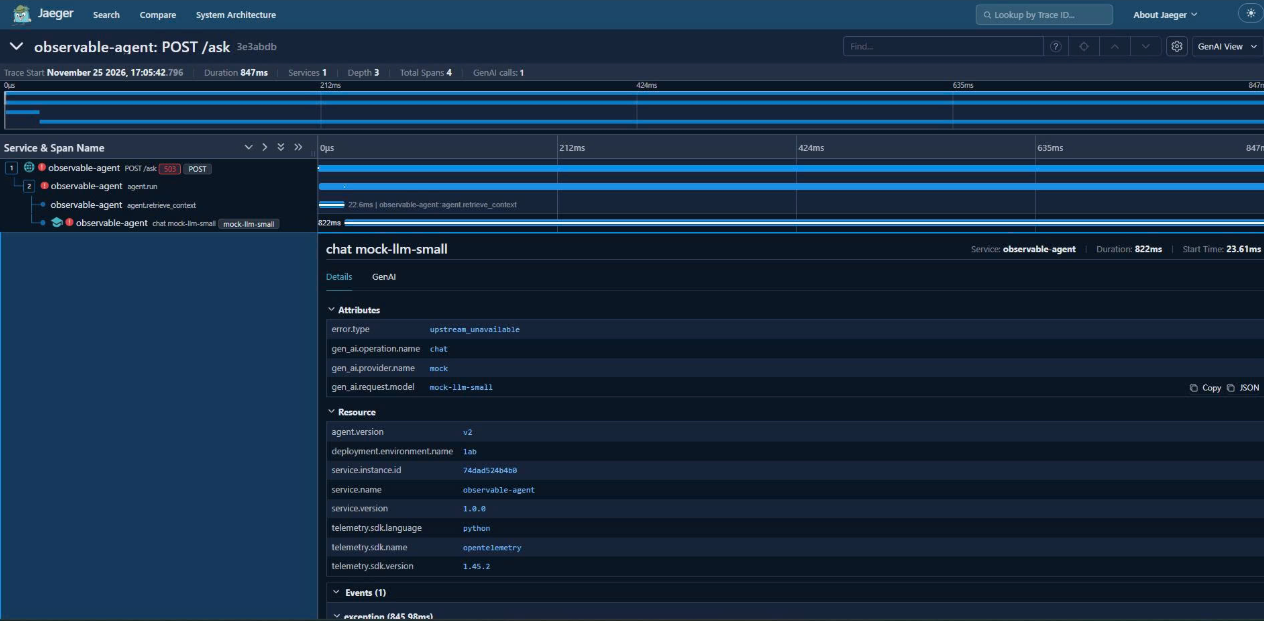 Jaeger Search Compare System Architecture Lookup by Trace ID... About Jaeger
observable-agent: POST /ask 3e3abdb Find... ? GenAI View
Trace Start November 25 2026, 17:05:42.796 Duration 847ms Services 1 Depth 3 Total Spans 4 GenAI calls: 1
0μs 212ms 424ms 635ms 847m
Service & Span Name 0μs 212ms 424ms 635ms 847m
1 observable-agent POST /ask 503 POST
2 observable-agent agent.run
observable-agent agent.retrieve_context 22.6ms | observable-agent::agent.retrieve_context
observable-agent chat mock-llm-small mock-llm-small 822ms
chat mock-llm-small Service: observable-agent Duration: 822ms Start Time: 23.61ms
Details GenAI
Attributes
error.type upstream_unavailable
gen_ai.operation.name chat
gen_ai.provider.name mock
gen_ai.request.model mock-llm-small Copy JSON
Resource
agent.version v2
deployment.environment.name lab
service.instance.id 74dad524b4b0
service.name observable-agent
service.version 1.0.0
telemetry.sdk.language python
telemetry.sdk.name opentelemetry
telemetry.sdk.version 1.45.2
Events (1)
exception (845.98ms)